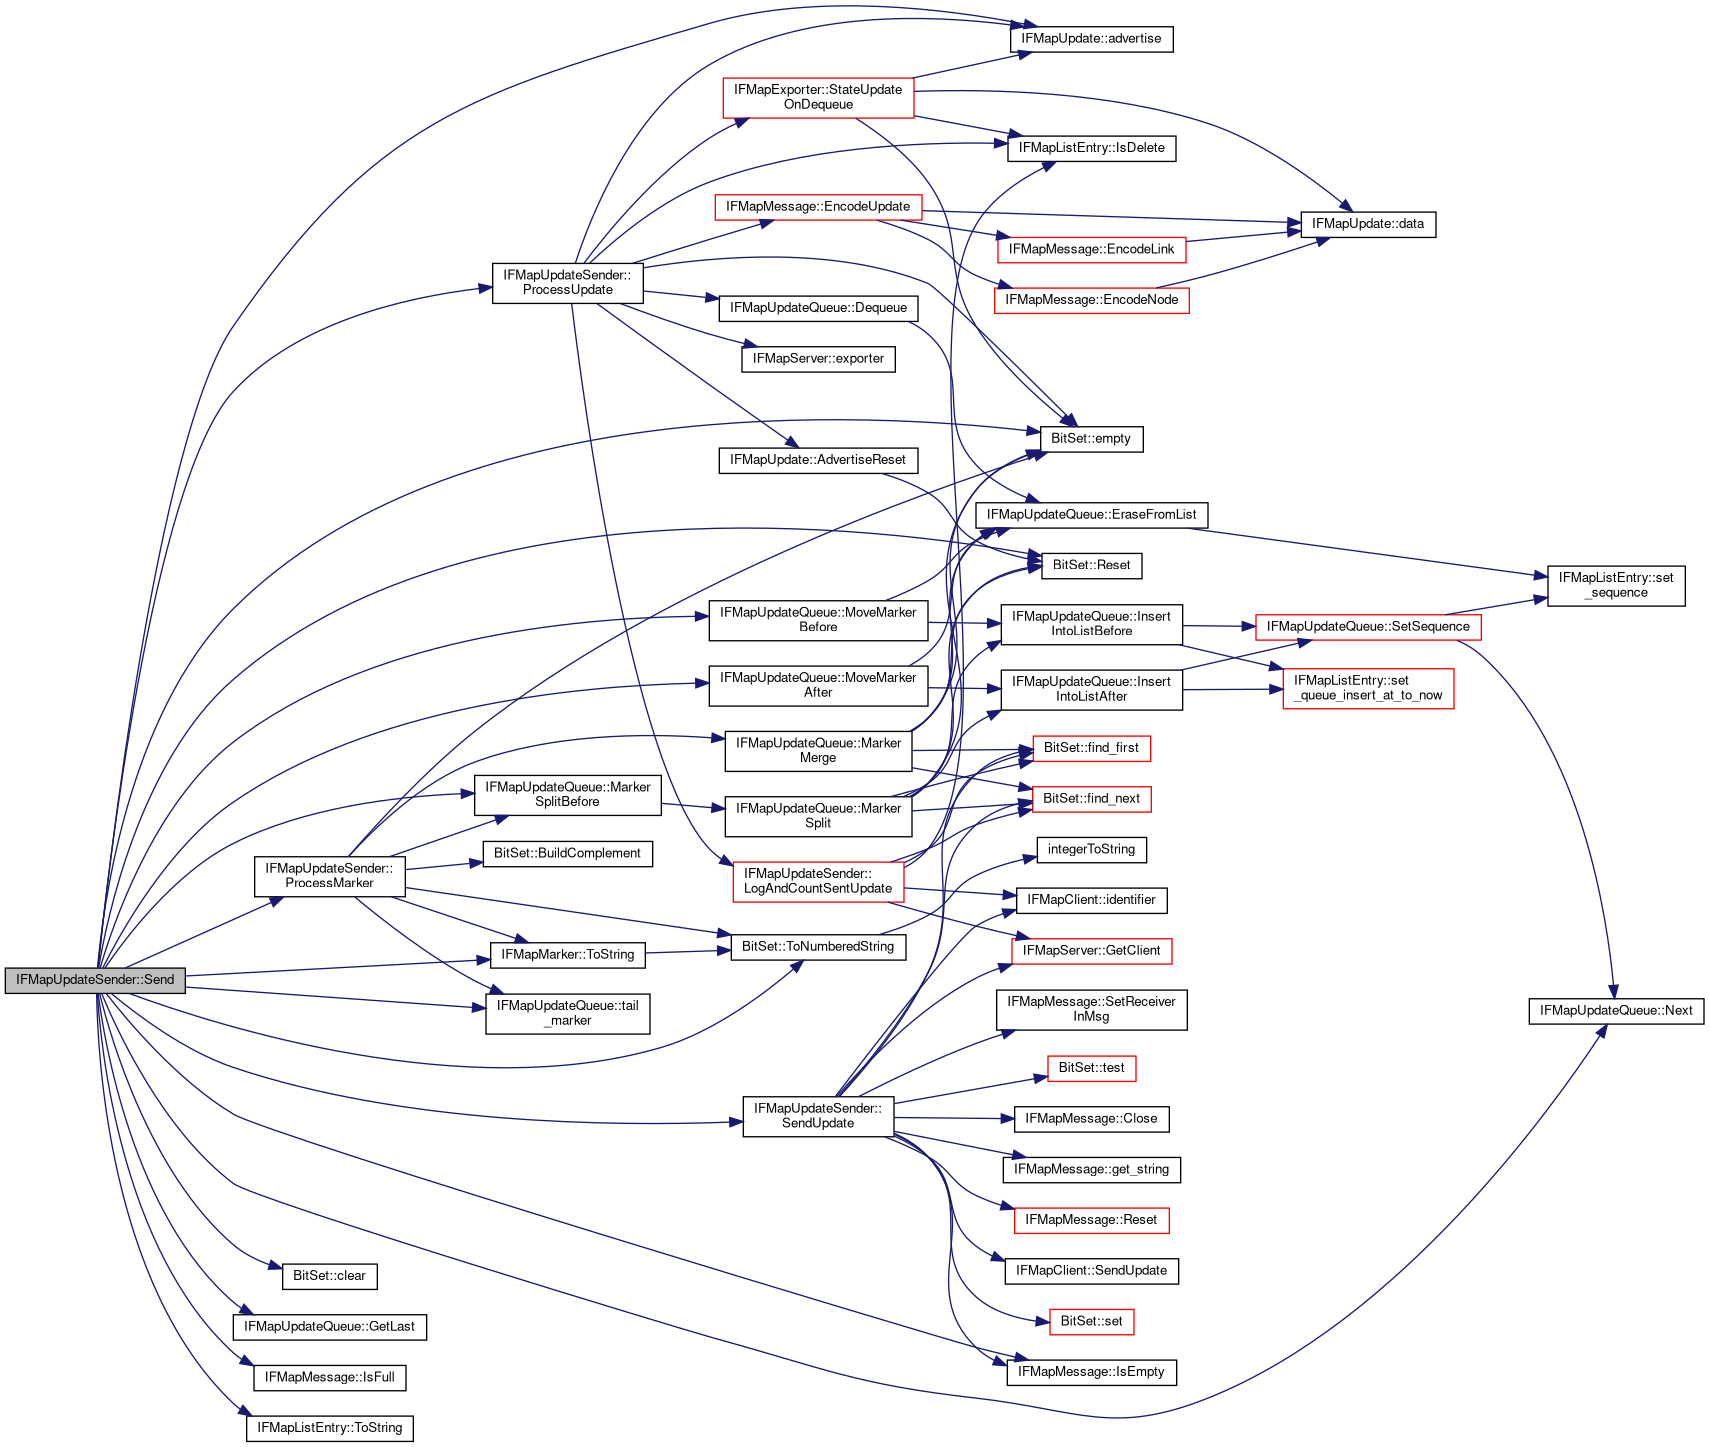 IFMapUpdate::advertise
IFMapExporter::StateUpdate
OnDequeue
IFMapListEntry::IsDelete
IFMapMessage::EncodeUpdate
IFMapUpdate::data
IFMapMessage::EncodeLink
IFMapUpdateSender::
ProcessUpdate
IFMapMessage::EncodeNode
IFMapUpdateQueue::Dequeue
IFMapServer::exporter
BitSet::empty
IFMapUpdate::AdvertiseReset
IFMapUpdateQueue::EraseFromList
BitSet::Reset
IFMapListEntry::set
_sequence
IFMapUpdateQueue::MoveMarker
Before
IFMapUpdateQueue::Insert
IntoListBefore
IFMapUpdateQueue::SetSequence
IFMapUpdateQueue::MoveMarker
After
IFMapUpdateQueue::Insert
IntoListAfter
IFMapListEntry::set
_queue_insert_at_to_now
IFMapUpdateQueue::Marker
Merge
BitSet::find_first
IFMapUpdateQueue::Marker
SplitBefore
IFMapUpdateQueue::Marker
Split
BitSet::find_next
BitSet::BuildComplement
integerToString
IFMapUpdateSender::
ProcessMarker
IFMapUpdateSender::
LogAndCountSentUpdate
IFMapClient::identifier
IFMapMarker::ToString
BitSet::ToNumberedString
IFMapServer::GetClient
IFMapUpdateSender::Send
IFMapUpdateQueue::tail
_marker
IFMapMessage::SetReceiver
InMsg
IFMapUpdateQueue::Next
BitSet::test
IFMapUpdateSender::
SendUpdate
IFMapMessage::Close
IFMapMessage::get_string
IFMapMessage::Reset
BitSet::clear
IFMapClient::SendUpdate
IFMapUpdateQueue::GetLast
BitSet::set
IFMapMessage::IsFull
IFMapMessage::IsEmpty
IFMapListEntry::ToString